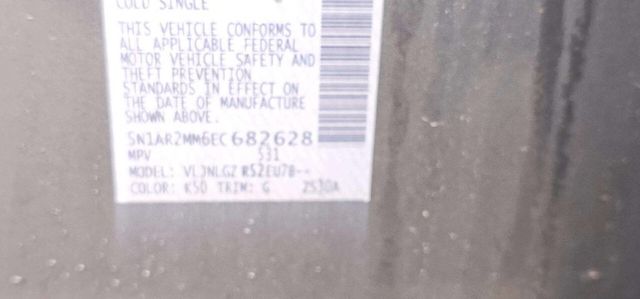 COLD SINGLE
THIS VEHICLE CONFORMS TO
ALL APPLICABLE FEDERAL
MOTOR VEHICLE SAFETY AND
THEFT PREVENTION
STANDARDS IN EFFECT ON
THE DATE OF MANUFACTURE
SHOWN ABOVE.
5N1AR2MM6EC682628
MPV 531
MODEL:
COLOR: K50 TRIM: G